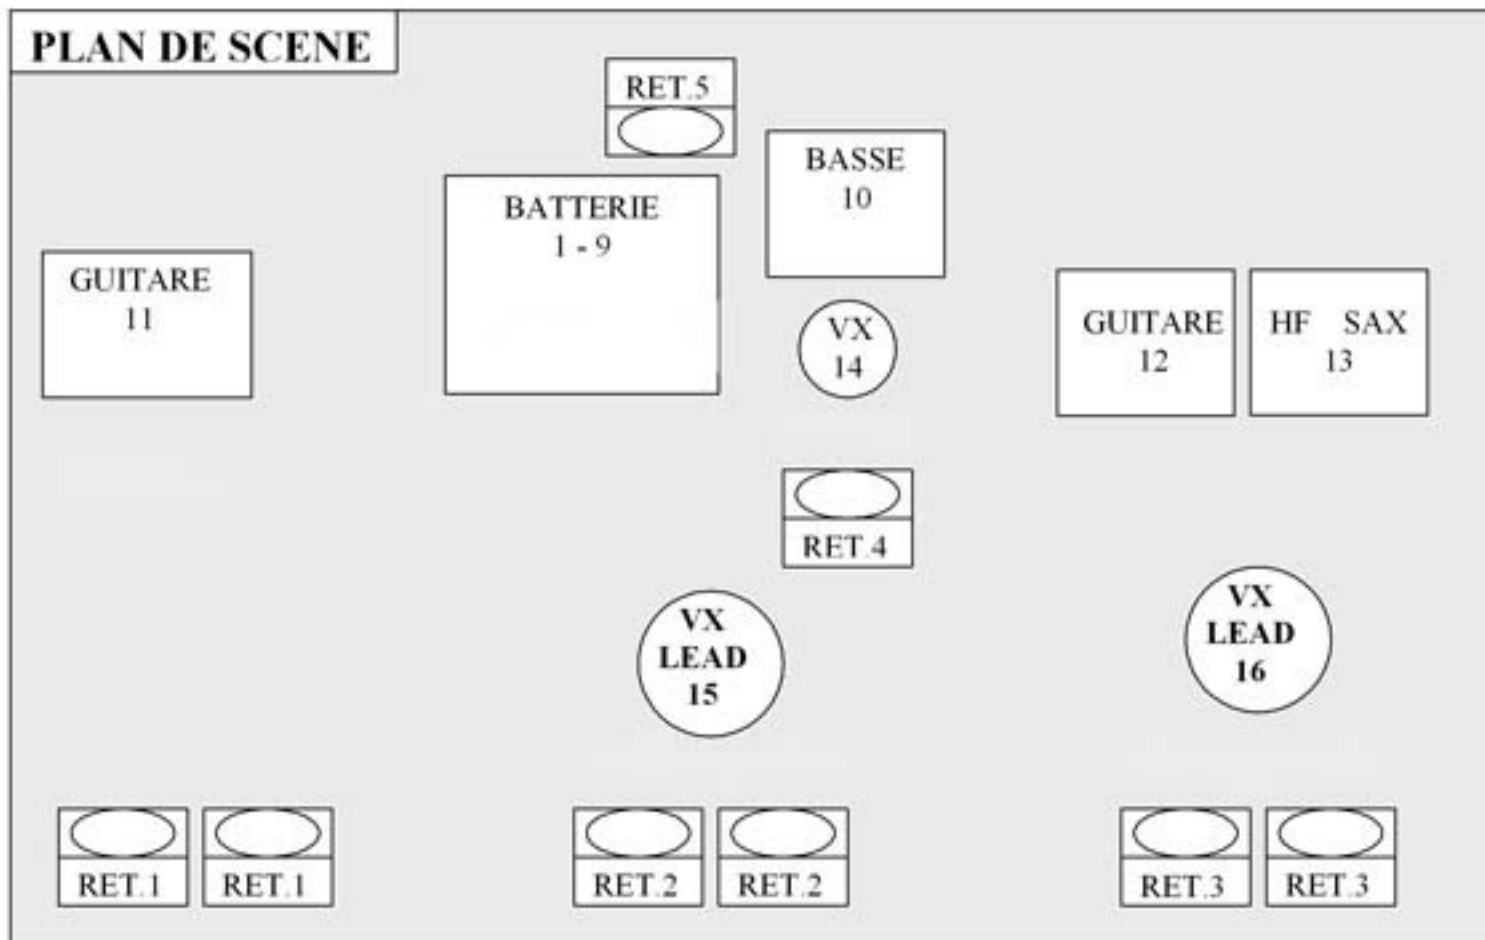 PLAN DE SCENE
RET.5
BASSE
10
BATTERIE
1 - 9
GUITARE
11
VX
14
GUITARE
12
HF SAX
13
RET.4
VX
LEAD
15
VX
LEAD
16
RET.1
RET.1
RET.2
RET.2
RET.3
RET.3